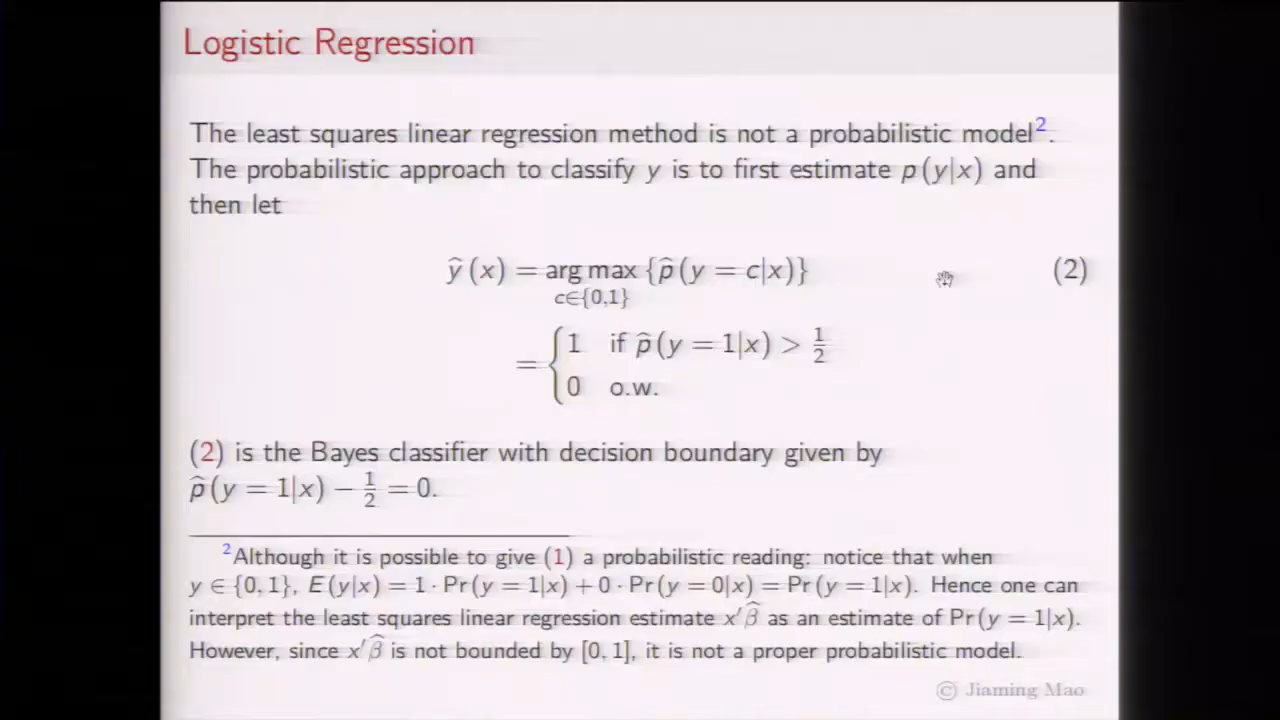 Logistic Regression
The least squares linear regression method is not a probabilistic model².
The probabilistic approach to classify y is to first estimate p(y|x) and
then let
ŷ(x) = arg max {p̂(y = c|x)} (2)
c∈{0,1}
= { 1 if p̂(y = 1|x) > 1/2
0 o.w.
(2) is the Bayes classifier with decision boundary given by
p̂(y = 1|x) − 1/2 = 0.
²Although it is possible to give (1) a probabilistic reading: notice that when
y ∈ {0, 1}, E(y|x) = 1 · Pr(y = 1|x) + 0 · Pr(y = 0|x) = Pr(y = 1|x). Hence one can
interpret the least squares linear regression estimate x′β̂ as an estimate of Pr(y = 1|x).
However, since x′β̂ is not bounded by [0, 1], it is not a proper probabilistic model.
© Jiaming Mao